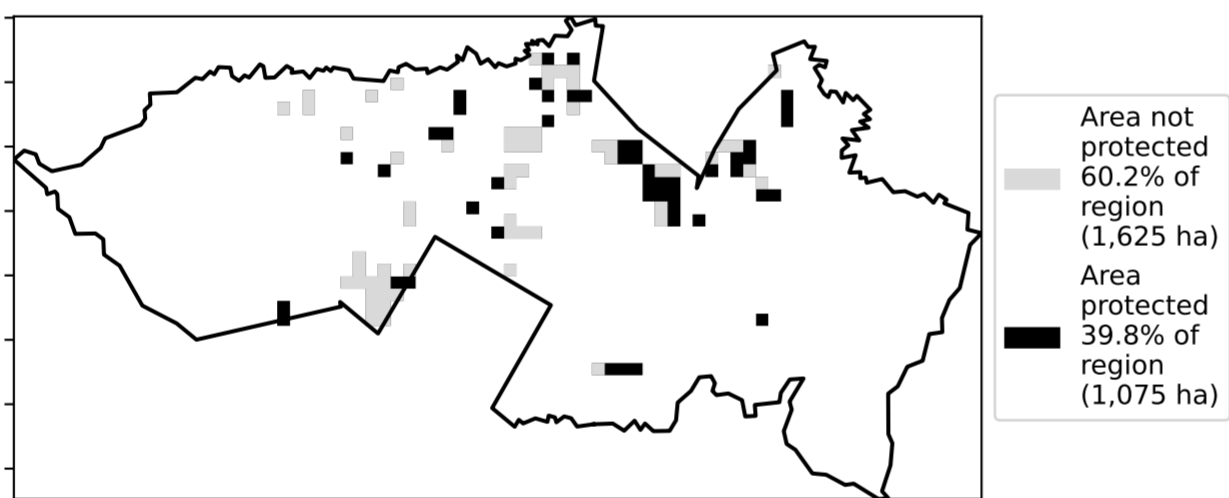 Area not
protected
60.2% of
region
(1,625 ha)
Area
protected
39.8% of
region
(1,075 ha)